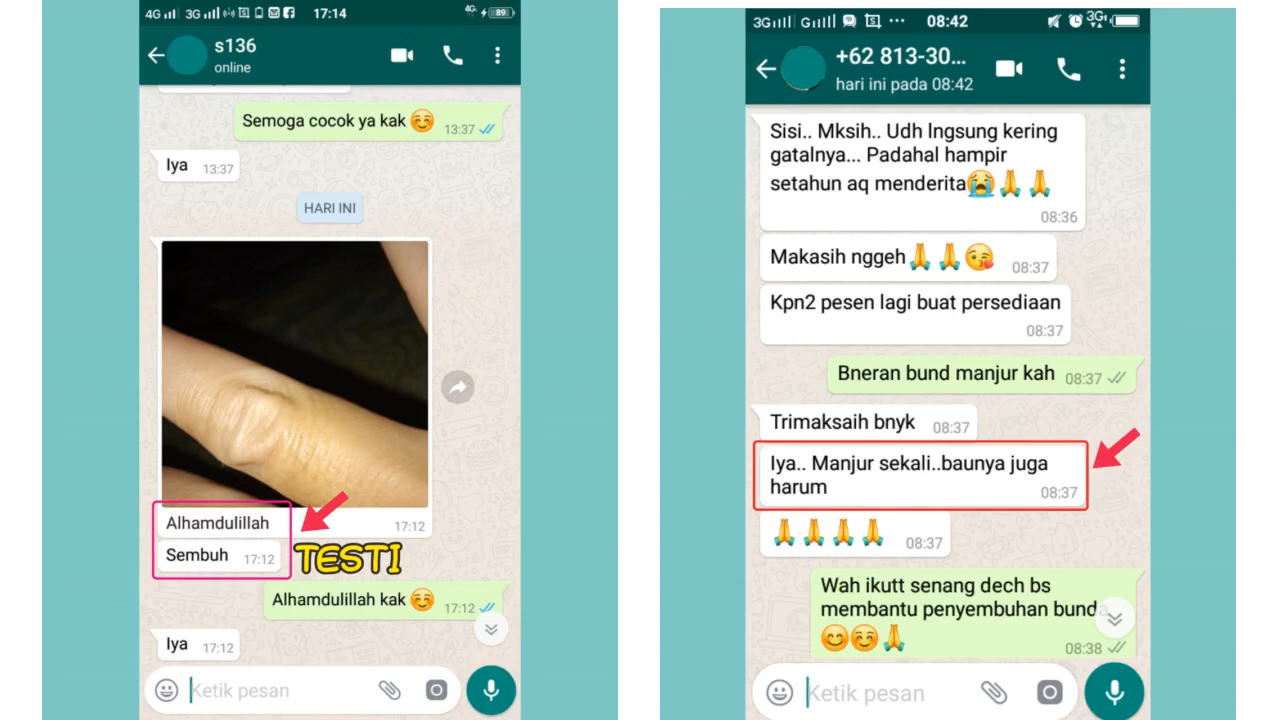 4G 3G 17:14 4G 89
s136
online
Semoga cocok ya kak 13:37
Iya 13:37
HARI INI
Alhamdulillah 17:12
Sembuh 17:12
TESTI
Alhamdulillah kak 17:12
Iya 17:12
Ketik pesan
3G G 08:42 3G
+62 813-30...
hari ini pada 08:42
Sisi.. Mksih.. Udh lngsung kering
gatalnya... Padahal hampir
setahun aq menderita😭🙏🙏
08:36
Makasih nggeh🙏🙏😘 08:37
Kpn2 pesen lagi buat persediaan
08:37
Bneran bund manjur kah 08:37
Trimaksaih bnyk 08:37
Iya.. Manjur sekali..baunya juga
harum 08:37
🙏🙏🙏🙏 08:37
Wah ikutt senang dech bs
membantu penyembuhan bunda
😊☺️🙏 08:38
Ketik pesan